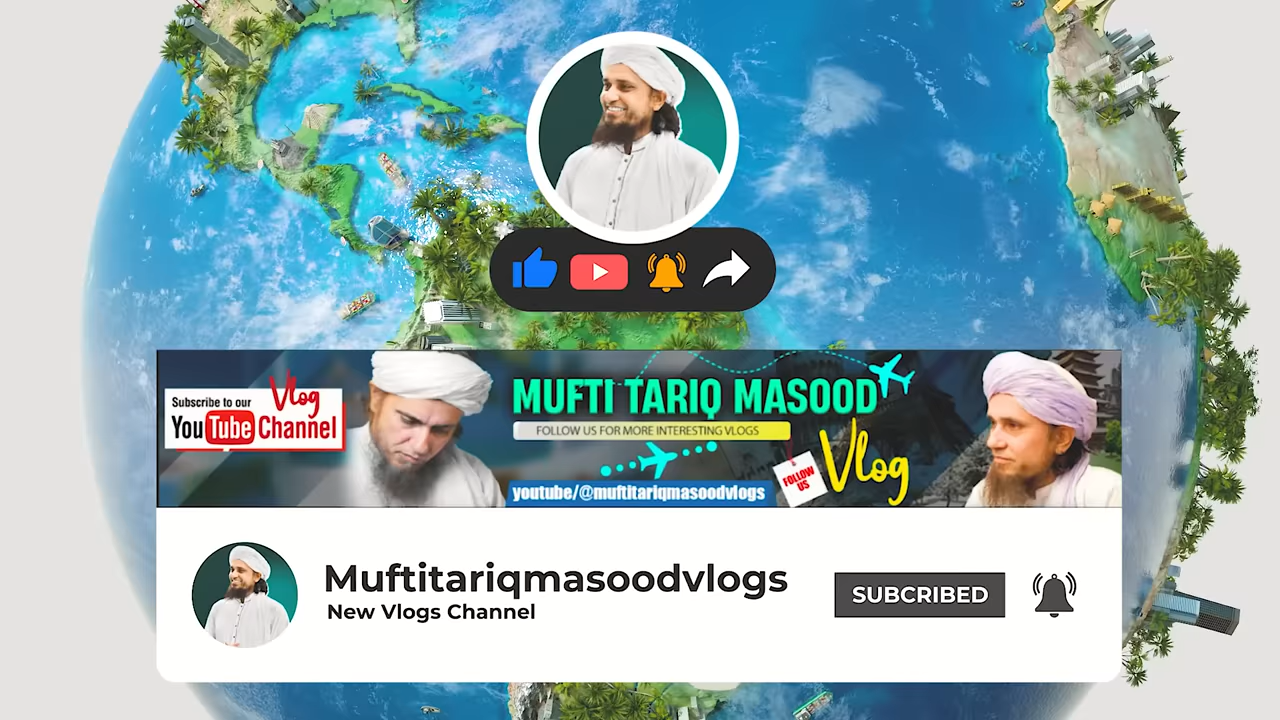 Subscribe to our
Vlog
YouTube Channel
MUFTI TARIQ MASOOD
FOLLOW US FOR MORE INTERESTING VLOGS
FOLLOW
US
Vlog
youtube/@muftitariqmasoodvlogs
Muftitariqmasoodvlogs
New Vlogs Channel
SUBCRIBED